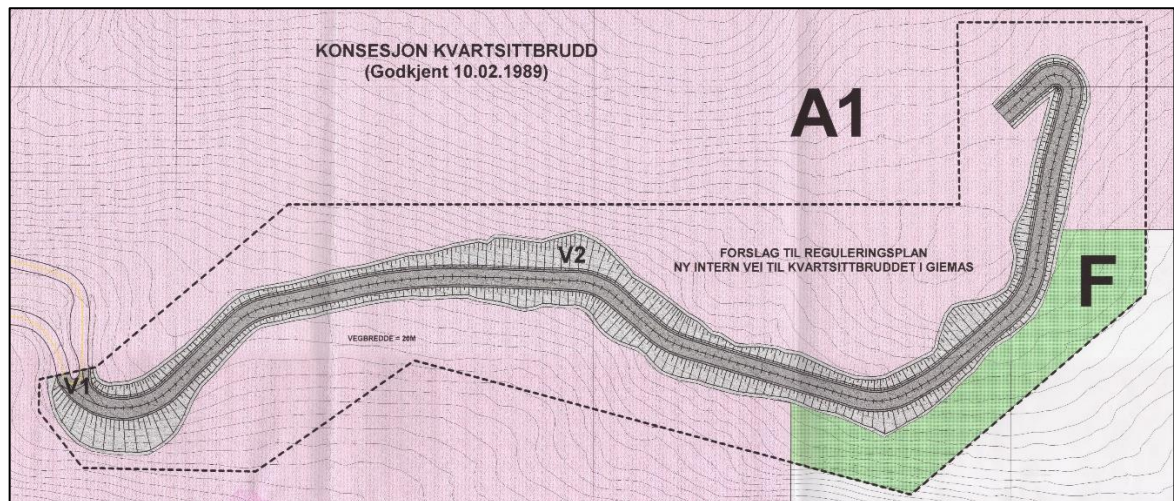 KONSESJON KVARTSITTBRUDD
(Godkjent 10.02.1989)
A1
V2
FORSLAG TIL REGULERINGSPLAN
NY INTERN VEI TIL KVARTSITTBRUDDET I GIEMAS
F
VEGBREDDE = 20M
V1